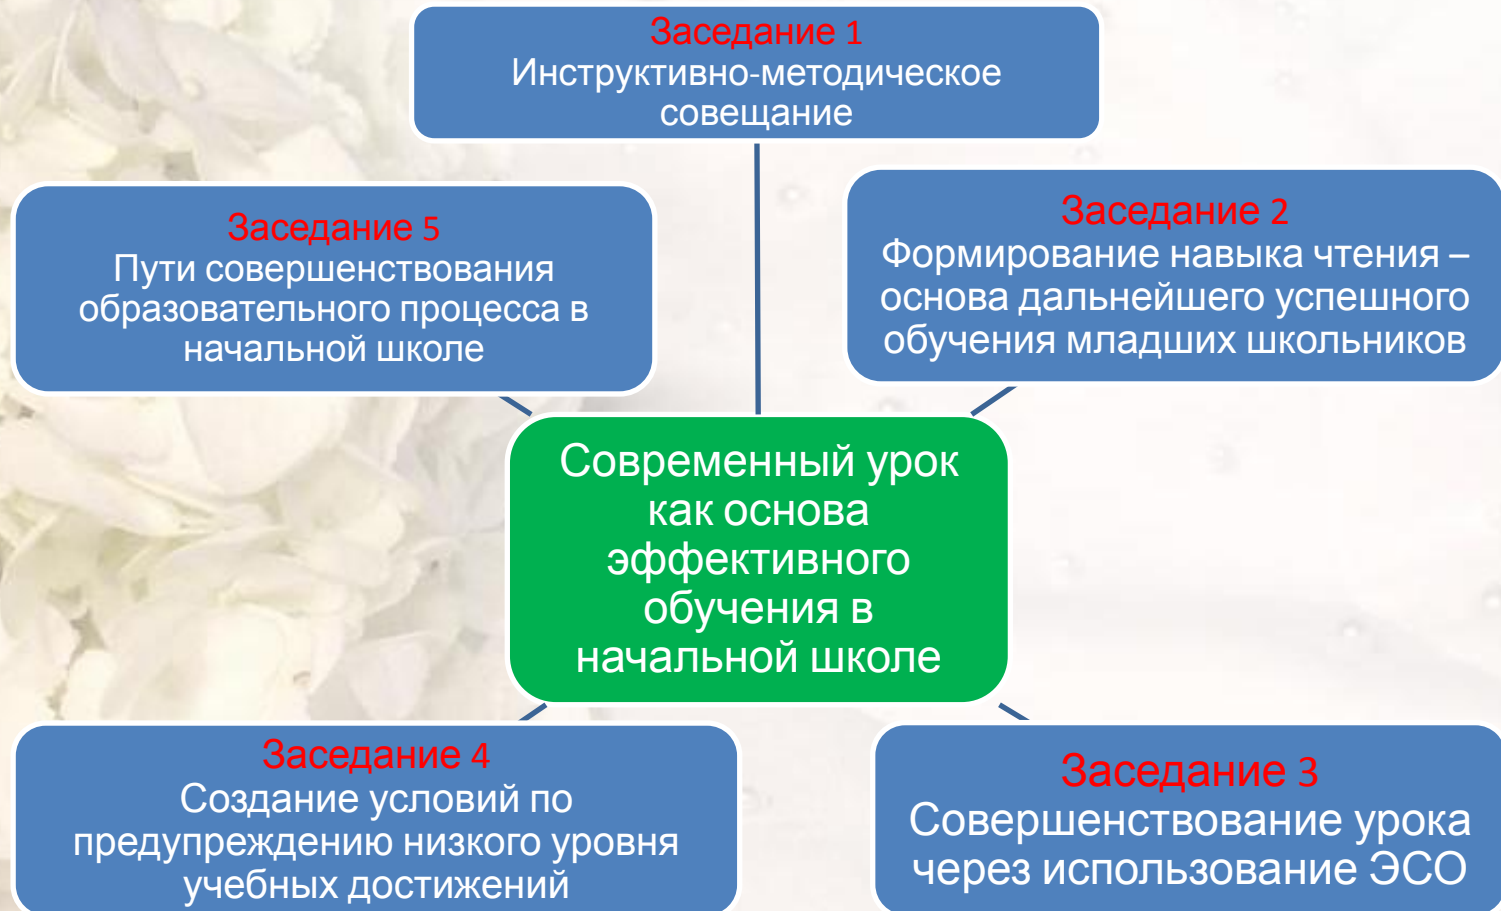 Заседание 1
Инструктивно-методическое
совещание
Заседание 5
Пути совершенствования
образовательного процесса в
начальной школе
Заседание 2
Формирование навыка чтения –
основа дальнейшего успешного
обучения младших школьников
Современный урок
как основа
эффективного
обучения в
начальной школе
Заседание 4
Создание условий по
предупреждению низкого уровня
учебных достижений
Заседание 3
Совершенствование урока
через использование ЭСО